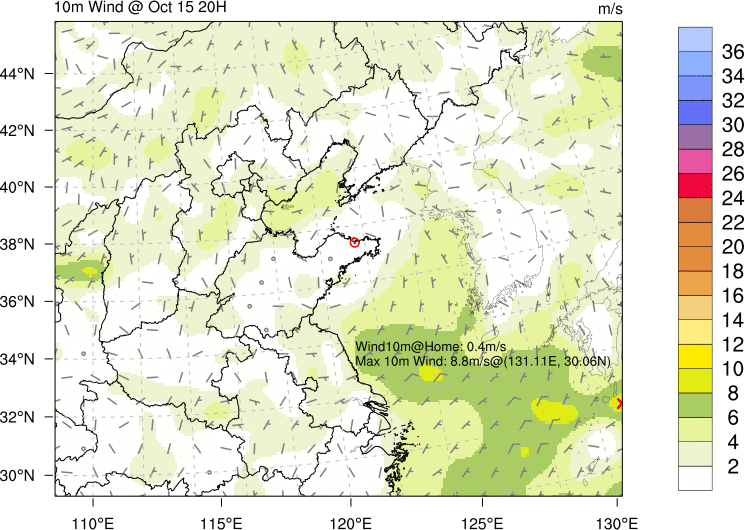 10m Wind @ Oct 15 20H
m/s
44°N
42°N
40°N
38°N
36°N
34°N
32°N
30°N
Wind10m@Home: 0.4m/s
Max 10m Wind: 8.8m/s@(131.11E, 30.06N)
110°E
115°E
120°E
125°E
130°E
36
34
32
30
28
26
24
22
20
18
16
14
12
10
8
6
4
2